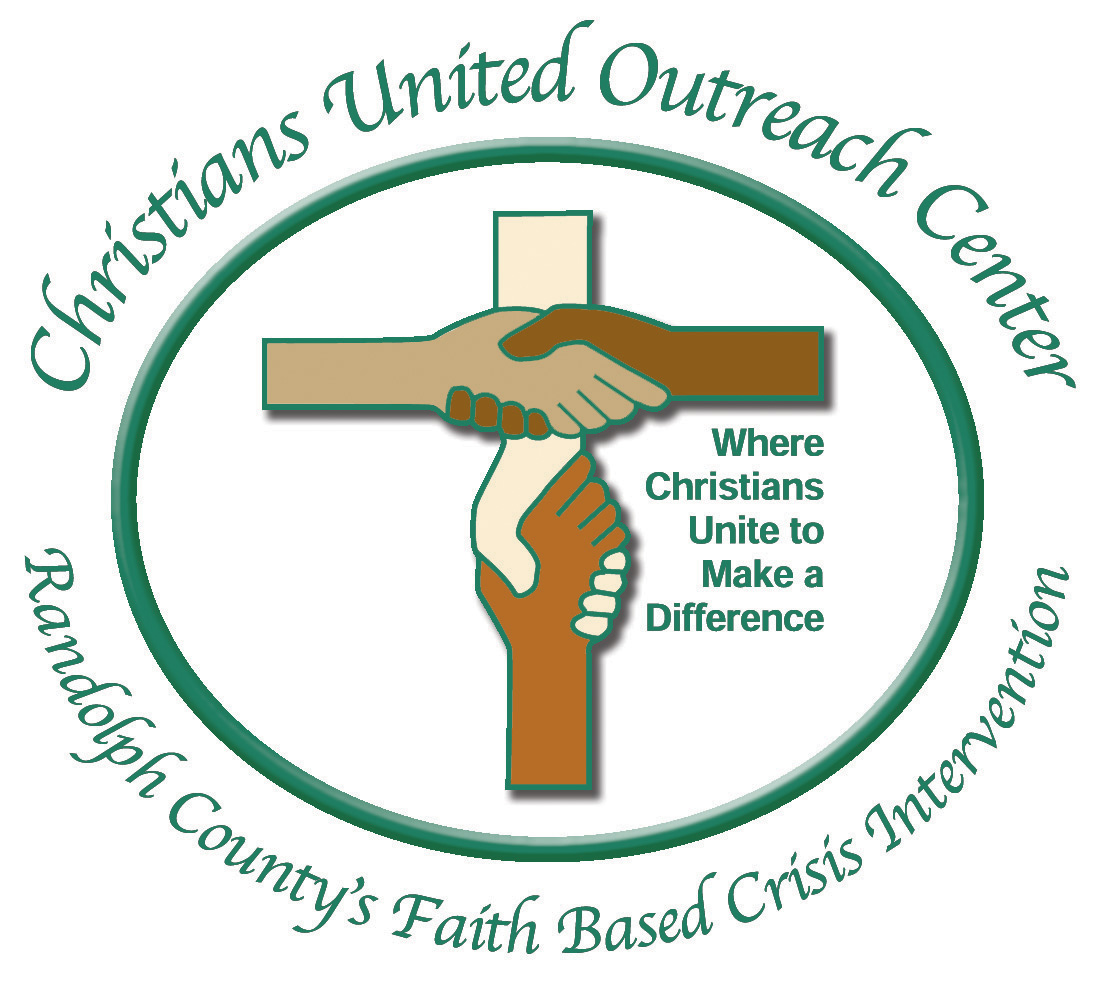 Christians United Outreach Center
Where
Christians
Unite to
Make a
Difference
Randolph County's Faith Based Crisis Intervention